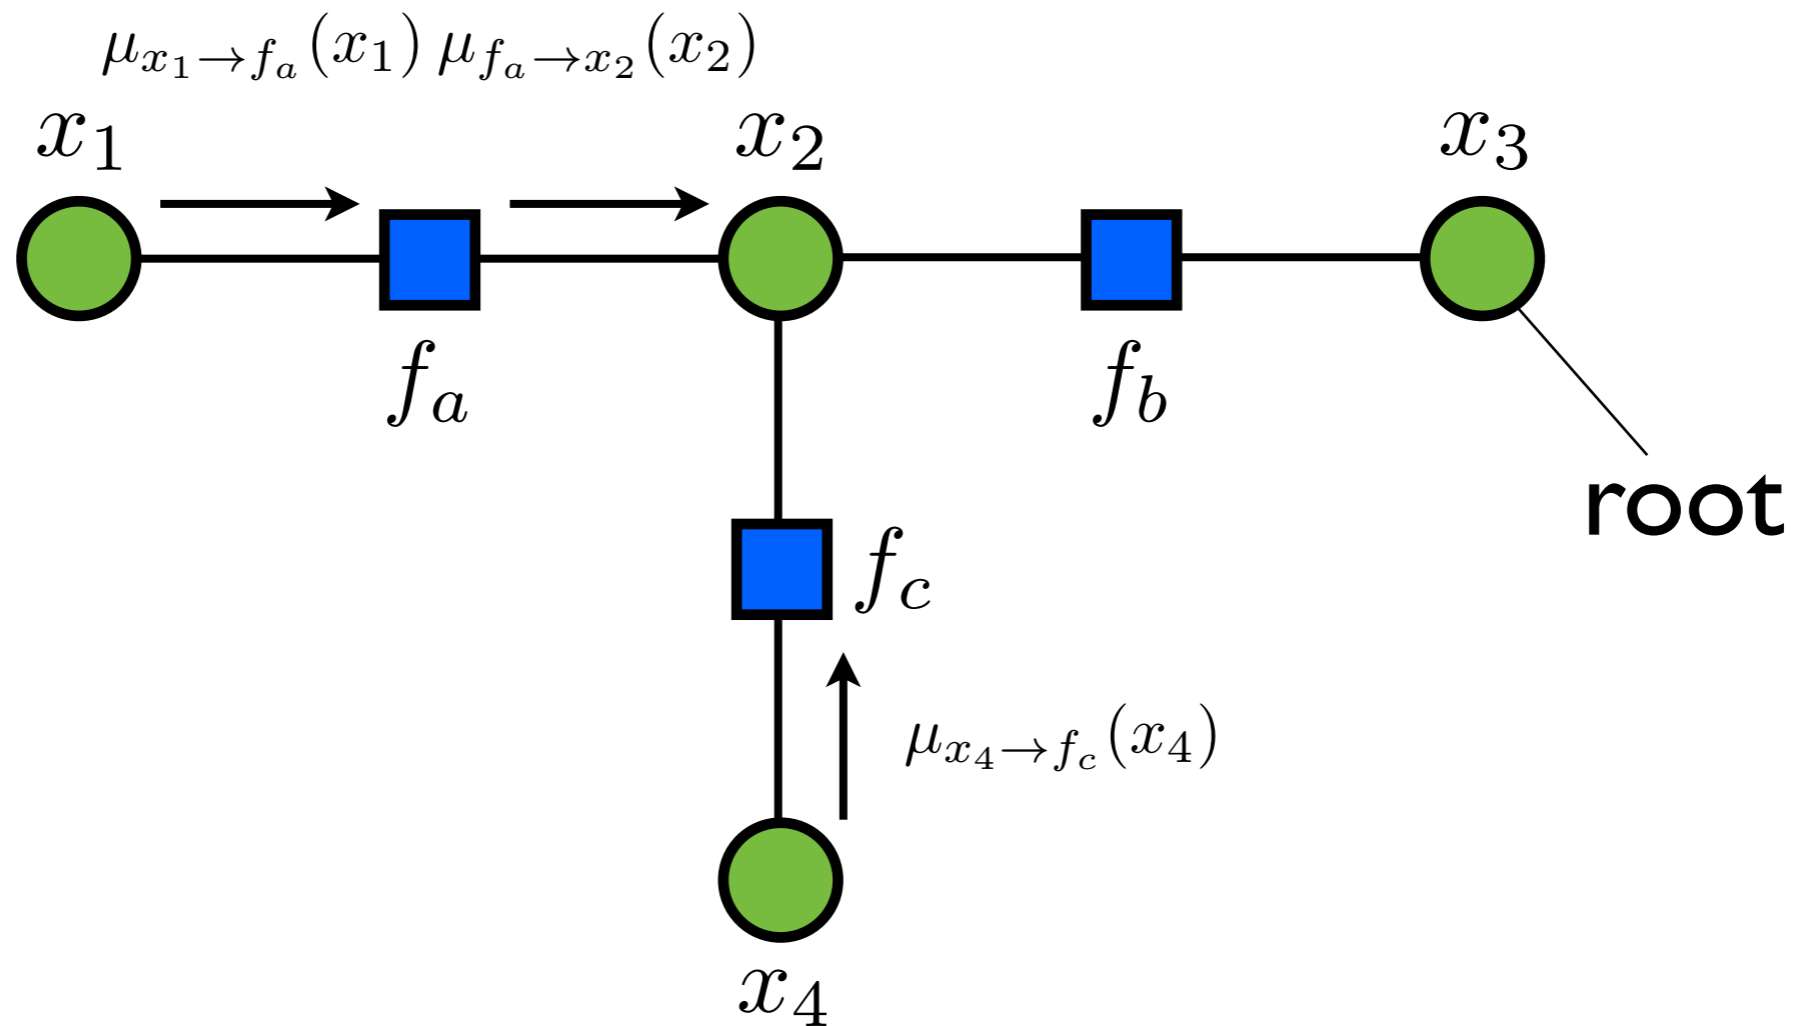 μ_{x_1→f_a}(x_1) μ_{f_a→x_2}(x_2)
x_1 x_2 x_3
f_a f_b
root
f_c
μ_{x_4→f_c}(x_4)
x_4